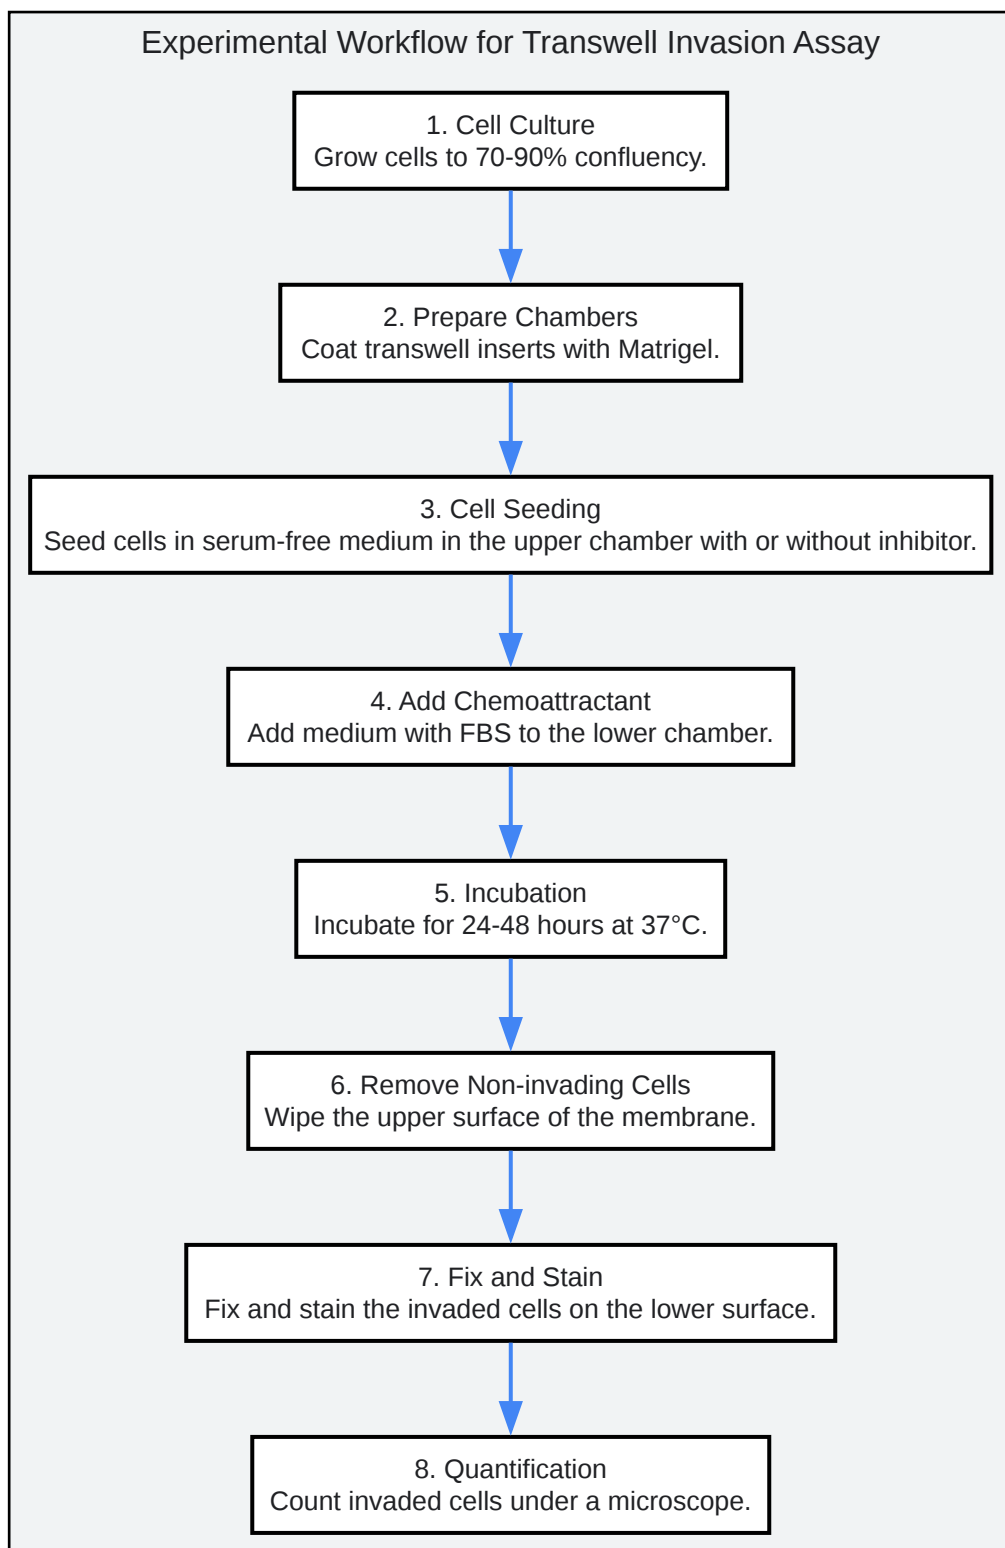 Experimental Workflow for Transwell Invasion Assay
1. Cell Culture
Grow cells to 70-90% confluency.
2. Prepare Chambers
Coat transwell inserts with Matrigel.
3. Cell Seeding
Seed cells in serum-free medium in the upper chamber with or without inhibitor.
4. Add Chemoattractant
Add medium with FBS to the lower chamber.
5. Incubation
Incubate for 24-48 hours at 37°C.
6. Remove Non-invading Cells
Wipe the upper surface of the membrane.
7. Fix and Stain
Fix and stain the invaded cells on the lower surface.
8. Quantification
Count invaded cells under a microscope.